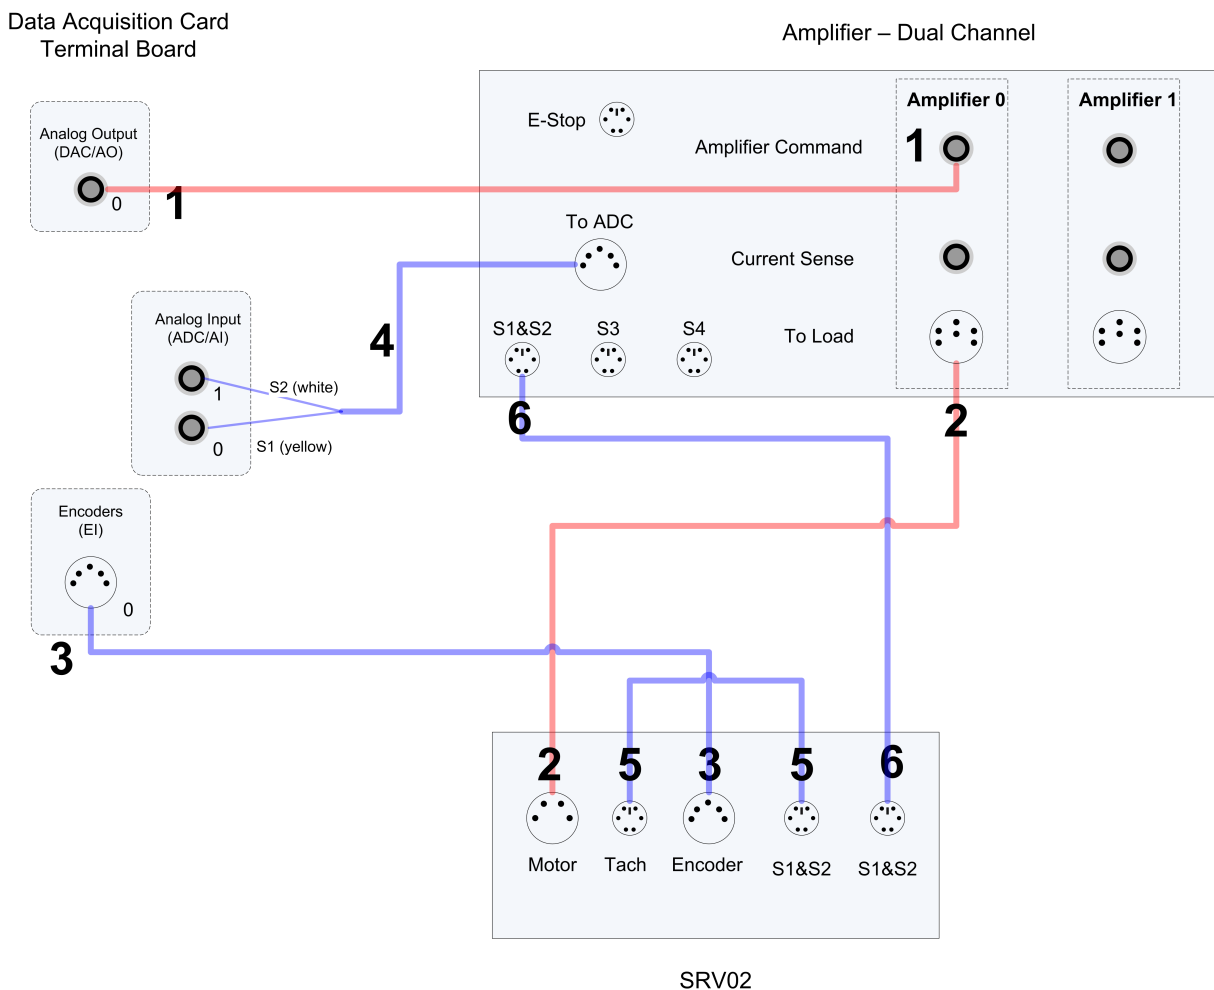 Data Acquisition Card
Terminal Board
Amplifier – Dual Channel
Analog Output
(DAC/AO)
0
1
E-Stop
Amplifier Command
Amplifier 0
1
Amplifier 1
To ADC
Current Sense
S1&S2
S3
S4
To Load
Analog Input
(ADC/AI)
1
0
S2 (white)
S1 (yellow)
4
6
2
Encoders
(EI)
0
3
2
5
3
5
6
Motor
Tach
Encoder
S1&S2
S1&S2
SRV02